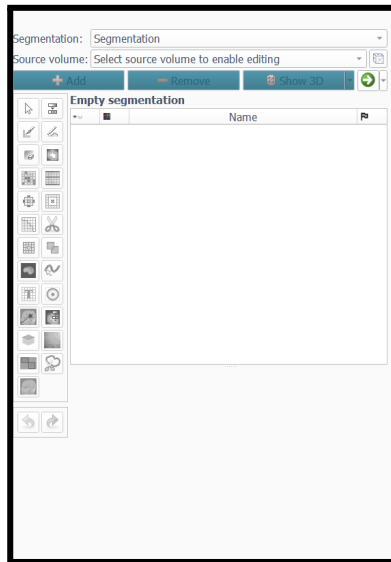 Segmentation: Segmentation
Source volume: Select source volume to enable editing
Add Remove Show 3D
Empty segmentation
Name